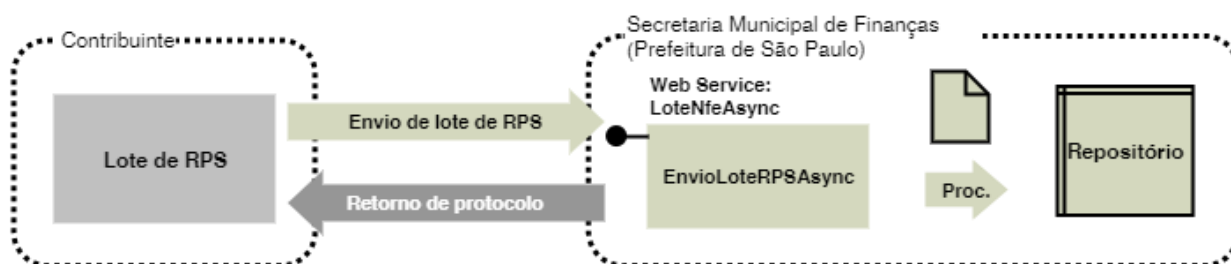 Contribuinte
Secretaria Municipal de Finanças
(Prefeitura de São Paulo)
Web Service:
LoteNfeAsync
Envio de lote de RPS
Lote de RPS
EnvioLoteRPSAsync
Proc.
Repositório
Retorno de protocolo